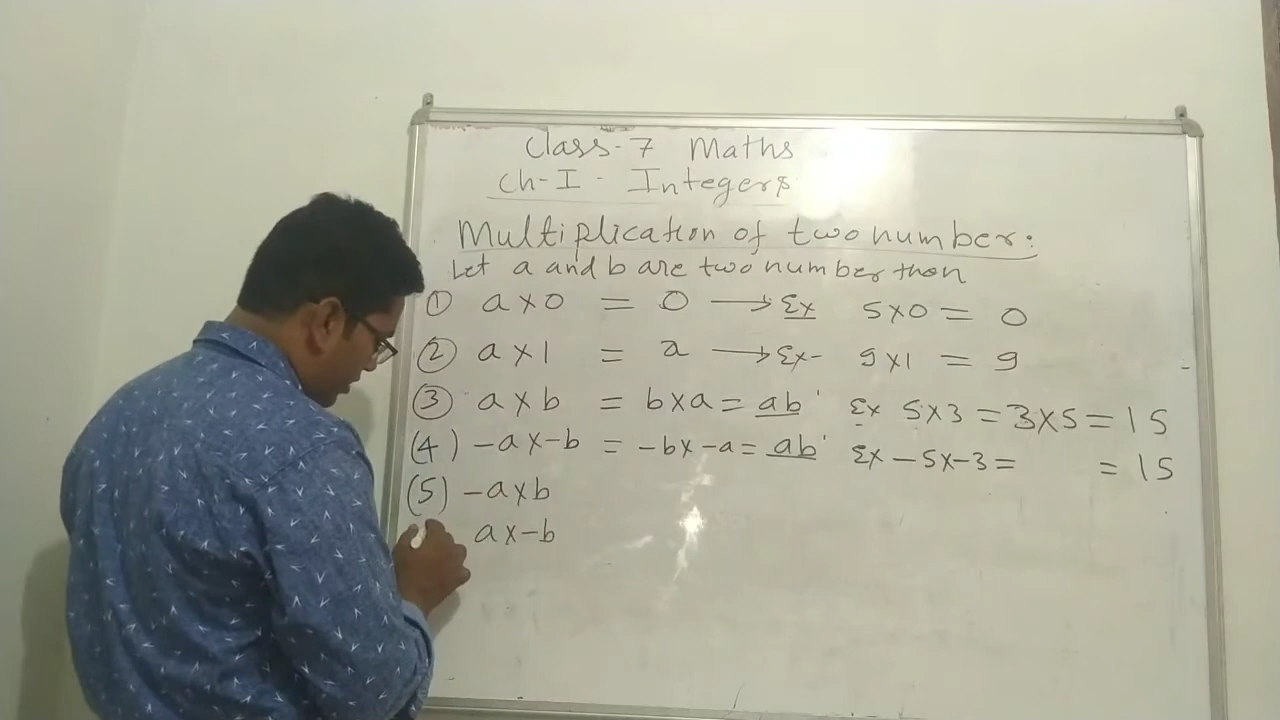 Class-7 Maths
Ch-I - Integers
Multiplication of two number:
Let a and b are two number then
① a×0 = 0 → Ex 5×0 = 0
② a×1 = a → Ex- 9×1 = 9
③ a×b = b×a = ab Ex 5×3 = 3×5 = 15
(4) -a×-b = -b×-a = ab Ex -5×-3 = = 15
(5) -a×b
a×-b